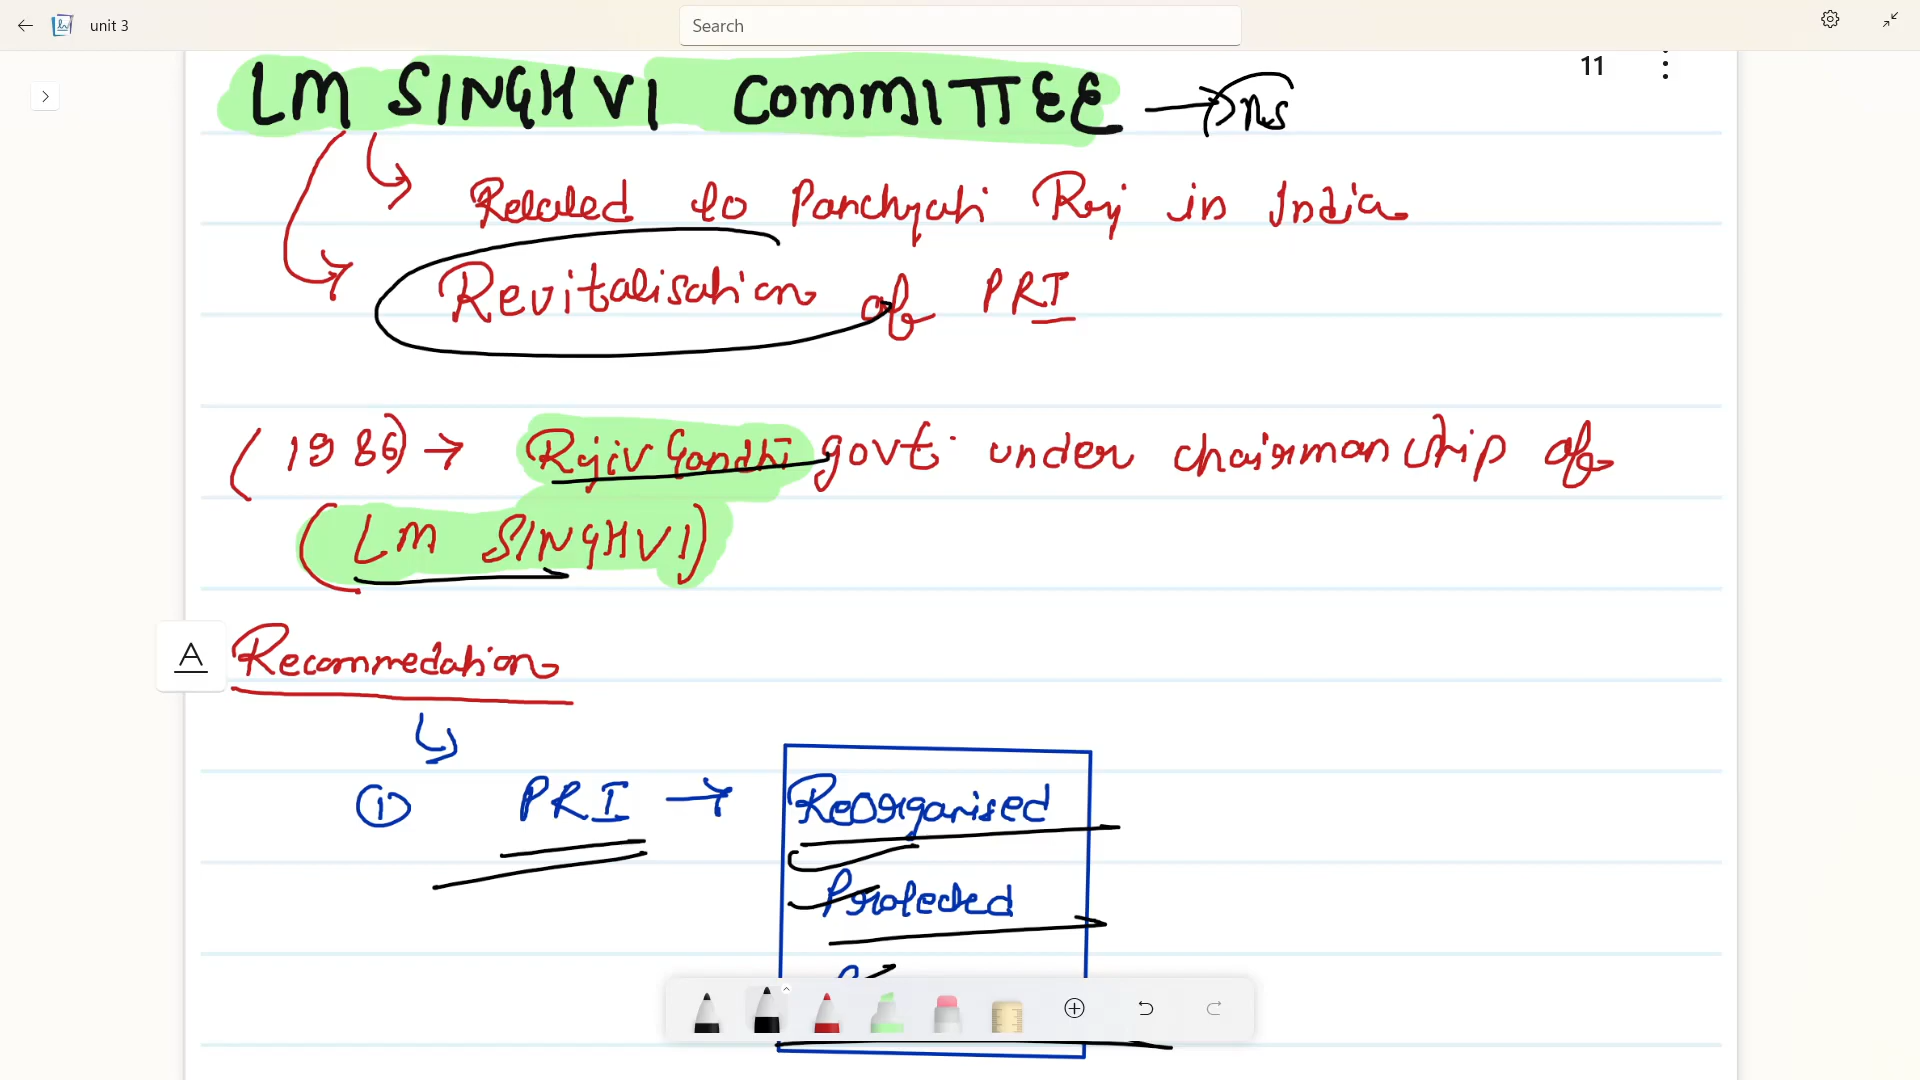 unit 3
Search
11
LM SINGHVI COMMITTEE → ns
Related to Panchyati Raj in India
Revitalisation of PRI
(1986) → Rajiv Gandhi govt. under chairmanship of
(LM SINGHVI)
A
Recommedation
① PRI → Reorganised
Protected